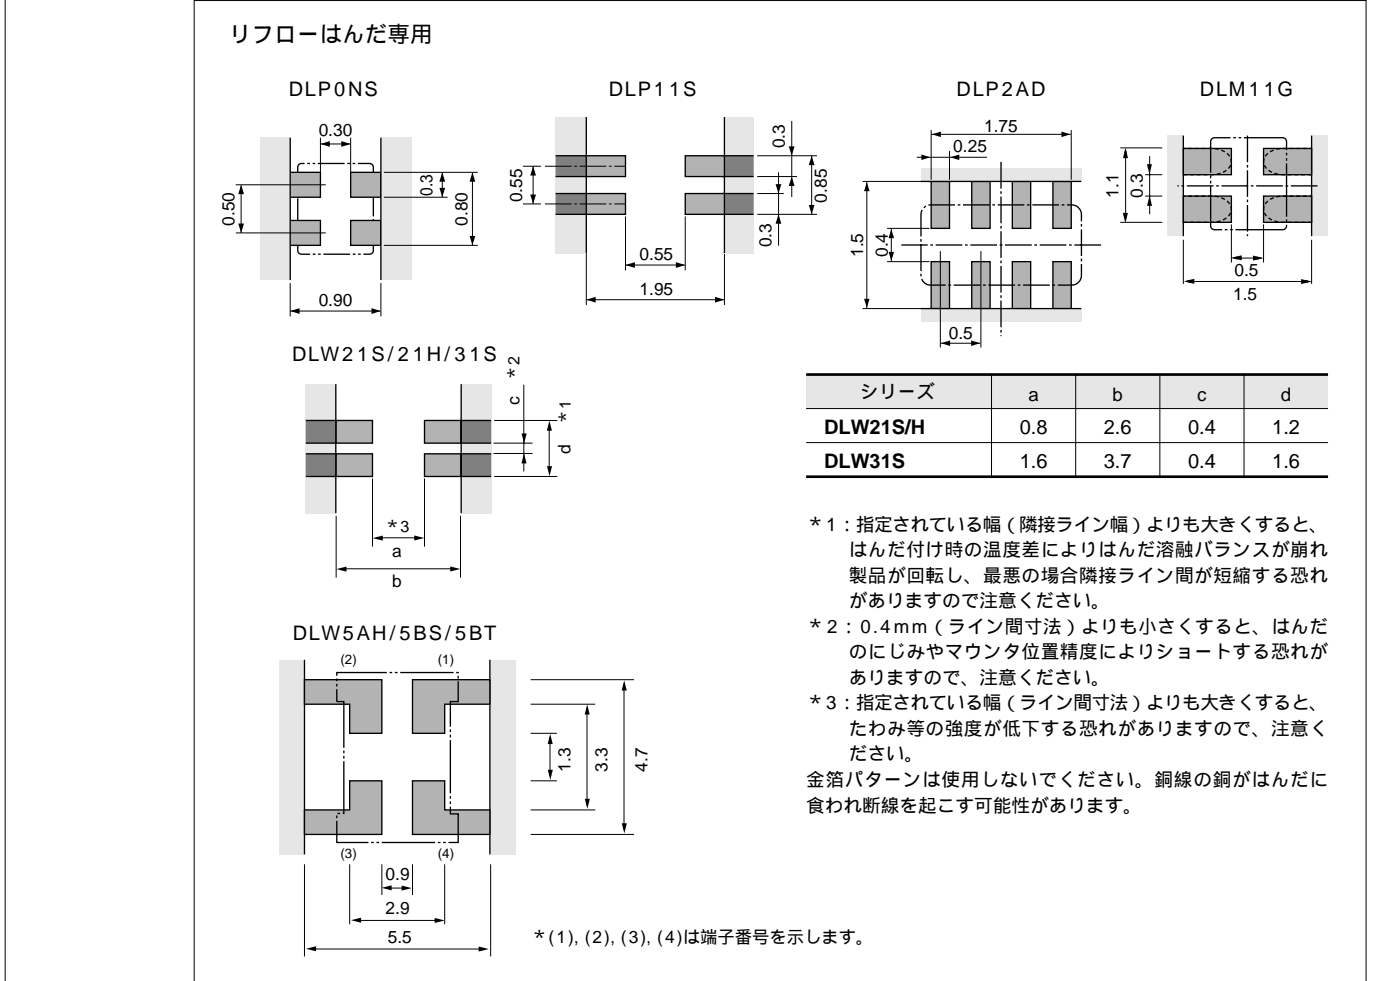 リフローはんだ専用
DLP0NS
0.30
0.50
0.3
0.80
0.90
DLP11S
0.55
0.3
0.85
0.3
0.55
1.95
DLP2AD
1.75
0.25
1.5
0.4
0.5
DLM11G
1.1
0.3
0.5
1.5
DLW21S/21H/31S
c *2
d *1
*3
a
b
シリーズ a b c d
DLW21S/H 0.8 2.6 0.4 1.2
DLW31S 1.6 3.7 0.4 1.6
*1：指定されている幅（隣接ライン幅）よりも大きくすると、
はんだ付け時の温度差によりはんだ溶融バランスが崩れ
製品が回転し、最悪の場合隣接ライン間が短縮する恐れ
がありますので注意ください。
*2：0.4mm（ライン間寸法）よりも小さくすると、はんだ
のにじみやマウンタ位置精度によりショートする恐れが
ありますので、注意ください。
*3：指定されている幅（ライン間寸法）よりも大きくすると、
たわみ等の強度が低下する恐れがありますので、注意く
ださい。
金箔パターンは使用しないでください。銅線の銅がはんだに
食われ断線を起こす可能性があります。
DLW5AH/5BS/5BT
(2) (1)
1.3
3.3
4.7
(3) (4)
0.9
2.9
5.5
*(1), (2), (3), (4)は端子番号を示します。